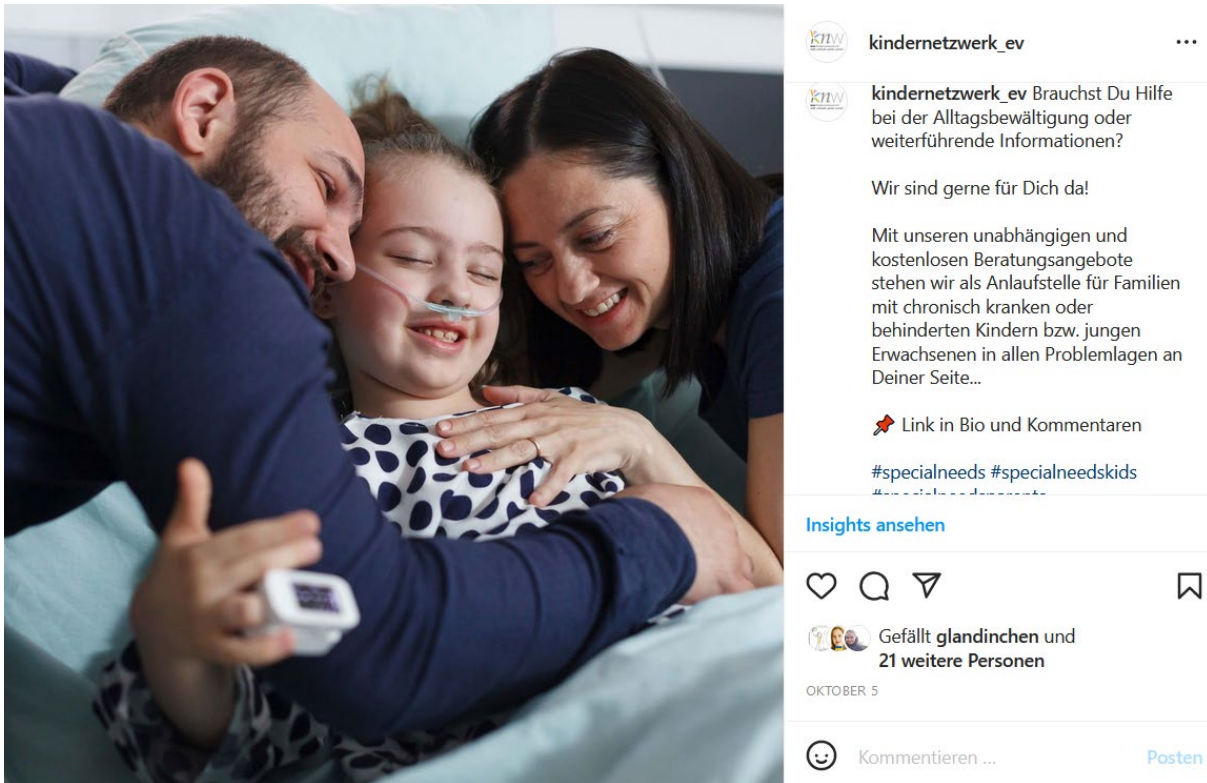 knw
kindernetzwerk_ev
knw
kindernetzwerk_ev Brauchst Du Hilfe
bei der Alltagsbewältigung oder
weiterführende Informationen?
Wir sind gerne für Dich da!
Mit unseren unabhängigen und
kostenlosen Beratungsangebote
stehen wir als Anlaufstelle für Familien
mit chronisch kranken oder
behinderten Kindern bzw. jungen
Erwachsenen in allen Problemlagen an
Deiner Seite...
📌 Link in Bio und Kommentaren
#specialneeds #specialneedskids
#specialneedsparents
Insights ansehen
Gefällt glandinchen und
21 weitere Personen
OKTOBER 5
Kommentieren ...
Posten